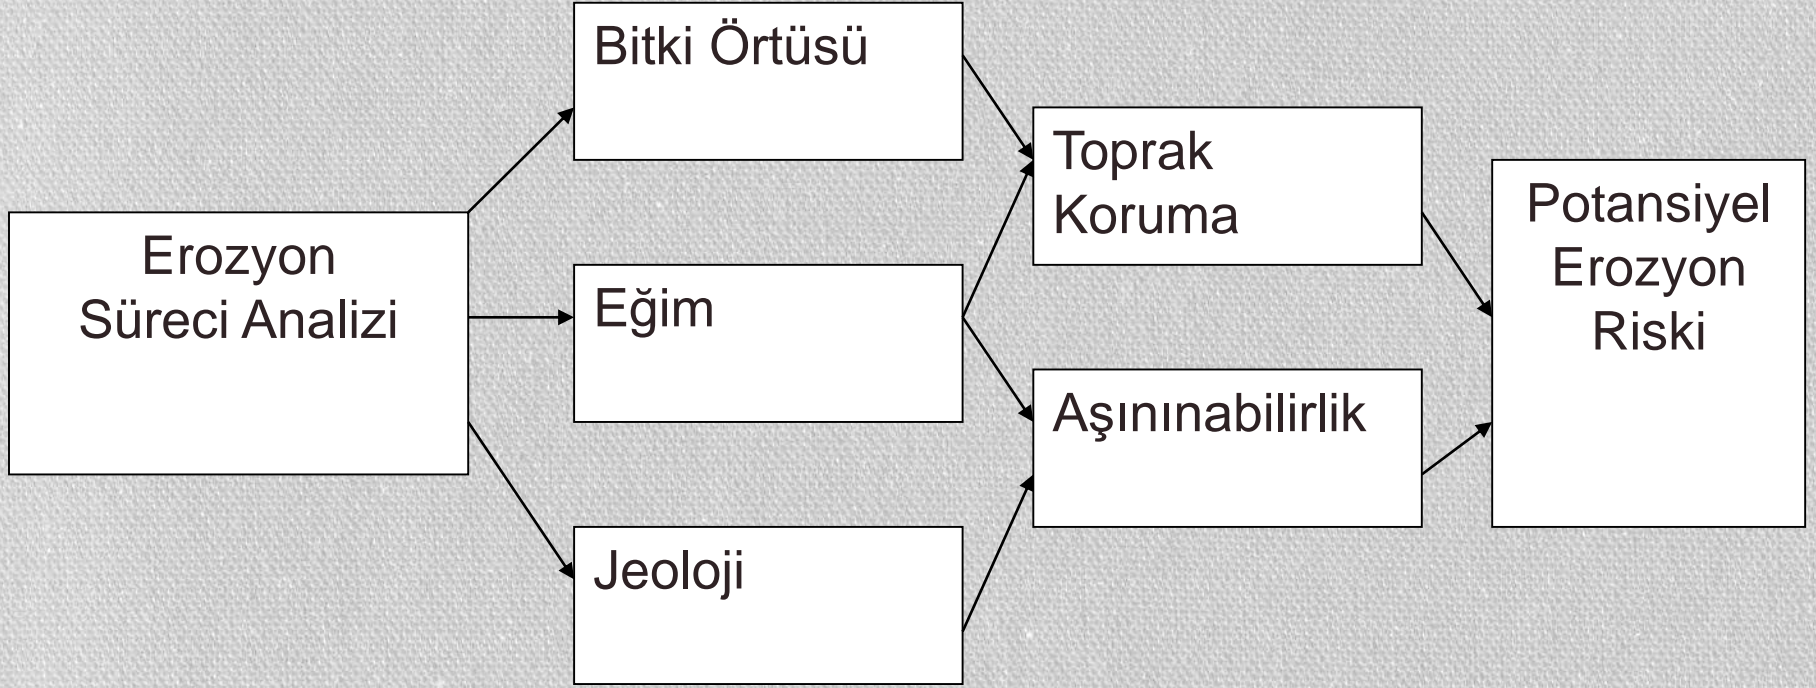 Erozyon
Süreci Analizi
Bitki Örtüsü
Eğim
Jeoloji
Toprak
Koruma
Aşınınabilirlik
Potansiyel
Erozyon
Riski